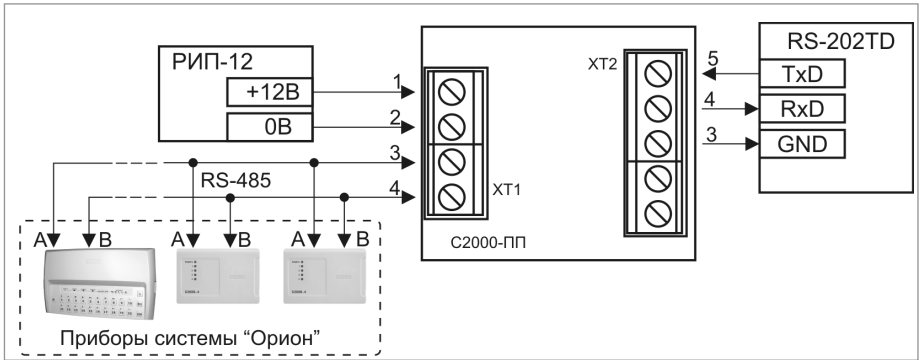 РИП-12
+12В
0В
1
2
3
4
RS-485
XT1
XT2
С2000-ПП
5
4
3
RS-202TD
TxD
RxD
GND
А
В
А
В
А
В
Приборы системы “Орион”